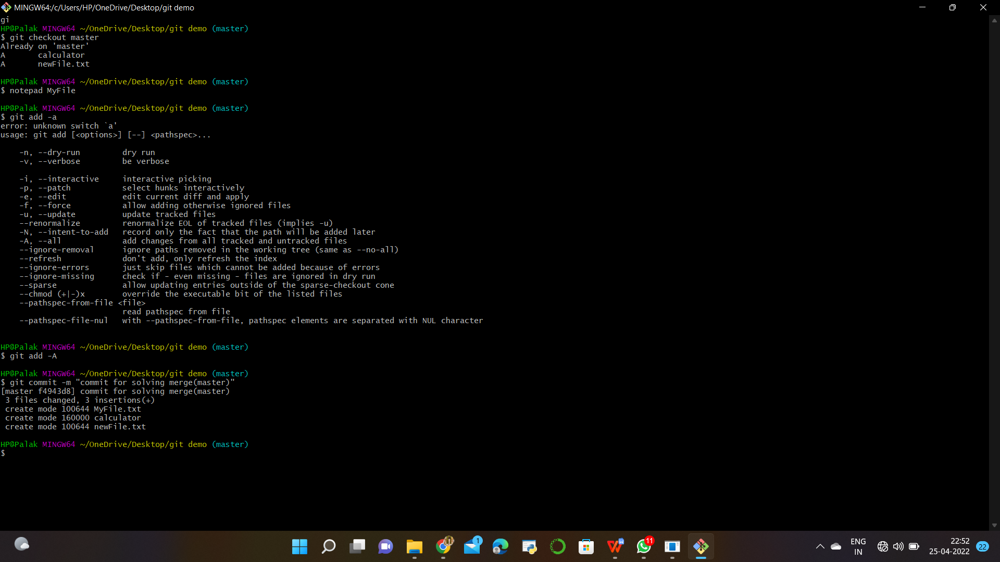 MINGW64:/c/Users/HP/OneDrive/Desktop/git demo
gi
HP@Palak MINGW64 ~/OneDrive/Desktop/git demo (master)
$ git checkout master
Already on 'master'
A       calculator
A       newFile.txt

HP@Palak MINGW64 ~/OneDrive/Desktop/git demo (master)
$ notepad MyFile

HP@Palak MINGW64 ~/OneDrive/Desktop/git demo (master)
$ git add -a
error: unknown switch `a'
usage: git add [<options>] [--] <pathspec>...

    -n, --dry-run         dry run
    -v, --verbose         be verbose

    -i, --interactive     interactive picking
    -p, --patch           select hunks interactively
    -e, --edit            edit current diff and apply
    -f, --force           allow adding otherwise ignored files
    -u, --update          update tracked files
    --renormalize         renormalize EOL of tracked files (implies -u)
    -N, --intent-to-add   record only the fact that the path will be added later
    -A, --all             add changes from all tracked and untracked files
    --ignore-removal      ignore paths removed in the working tree (same as --no-all)
    --refresh             don't add, only refresh the index
    --ignore-errors       just skip files which cannot be added because of errors
    --ignore-missing      check if - even missing - files are ignored in dry run
    --sparse              allow updating entries outside of the sparse-checkout cone
    --chmod (+|-)x        override the executable bit of the listed files
    --pathspec-from-file <file>
                          read pathspec from file
    --pathspec-file-nul   with --pathspec-from-file, pathspec elements are separated with NUL character

HP@Palak MINGW64 ~/OneDrive/Desktop/git demo (master)
$ git add -A

HP@Palak MINGW64 ~/OneDrive/Desktop/git demo (master)
$ git commit -m "commit for solving merge(master)"
[master f4943d8] commit for solving merge(master)
 3 files changed, 3 insertions(+)
 create mode 100644 MyFile.txt
 create mode 160000 calculator
 create mode 100644 newFile.txt

HP@Palak MINGW64 ~/OneDrive/Desktop/git demo (master)
$
1
W
11
ENG
IN
22:52
25-04-2022
22